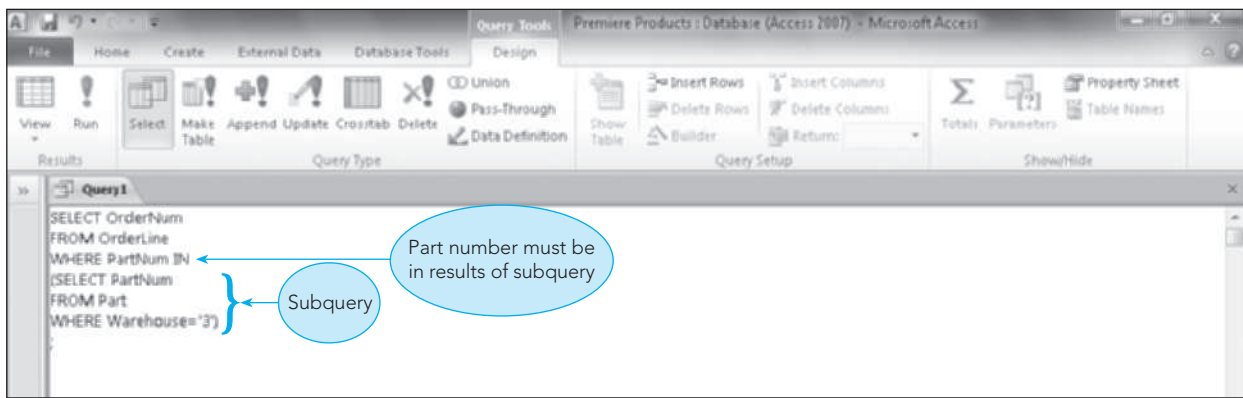 A
Query Tools
Premiere Products : Database (Access 2007) - Microsoft Access
File Home Create External Data Database Tools Design
View
Run
Select
Make Table
Append
Update
Crosstab
Delete
Union
Pass-Through
Data Definition
Show Table
Insert Rows
Delete Rows
Builder
Insert Columns
Delete Columns
Return:
Totals
Parameters
Property Sheet
Table Names
Results
Query Type
Query Setup
Show/Hide
Query1
SELECT OrderNum
FROM OrderLine
WHERE PartNum IN
(SELECT PartNum
FROM Part
WHERE Warehouse='3')
;
Part number must be
in results of subquery
Subquery